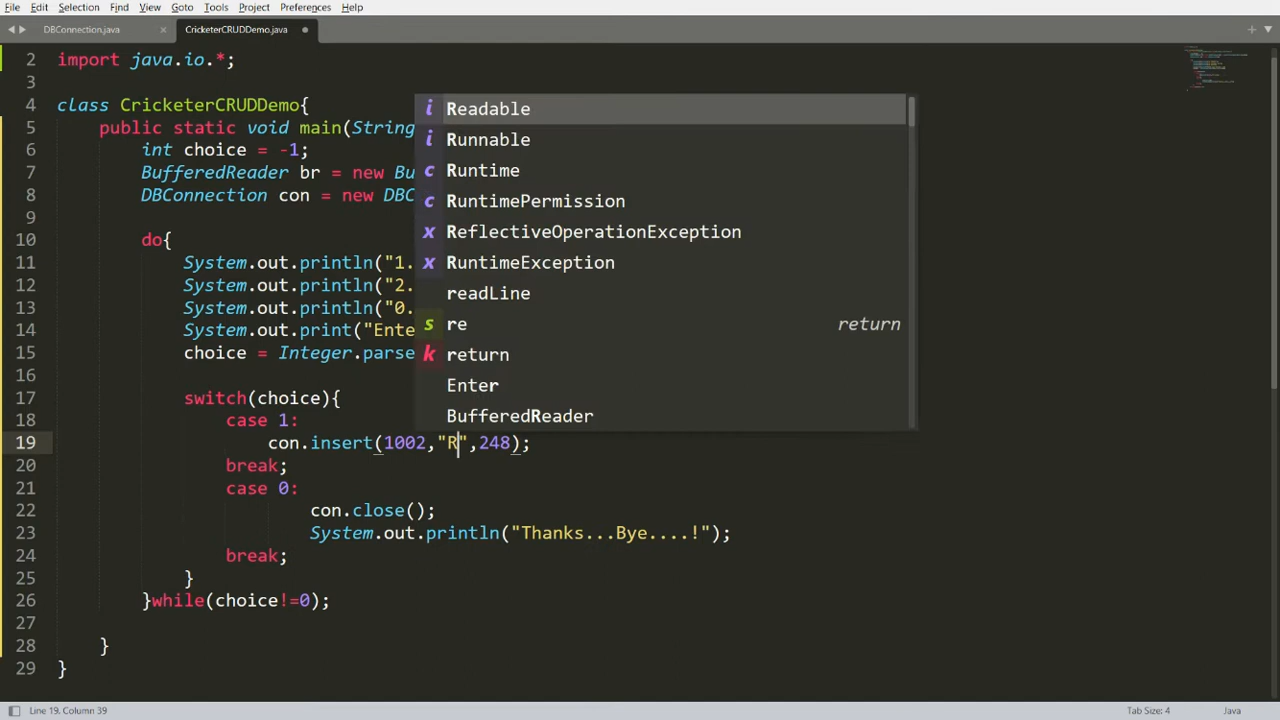 File Edit Selection Find View Goto Tools Project Preferences Help
DBConnection.java × CricketerCRUDDemo.java
2 import java.io.*;
3
4 class CricketerCRUDDemo{
5 public static void main(String
6 int choice = -1;
7 BufferedReader br = new Bu
8 DBConnection con = new DBC
9
10 do{
11 System.out.println("1.
12 System.out.println("2.
13 System.out.println("0.
14 System.out.print("Ente
15 choice = Integer.parse
16
17 switch(choice){
18 case 1:
19 con.insert(1002,"R",248);
20 break;
21 case 0:
22 con.close();
23 System.out.println("Thanks...Bye....!");
24 break;
25 }
26 }while(choice!=0);
27
28 }
29 }
i Readable
i Runnable
c Runtime
c RuntimePermission
x ReflectiveOperationException
x RuntimeException
readLine
s re return
k return
Enter
BufferedReader
Line 19, Column 39 Tab Size: 4 Java